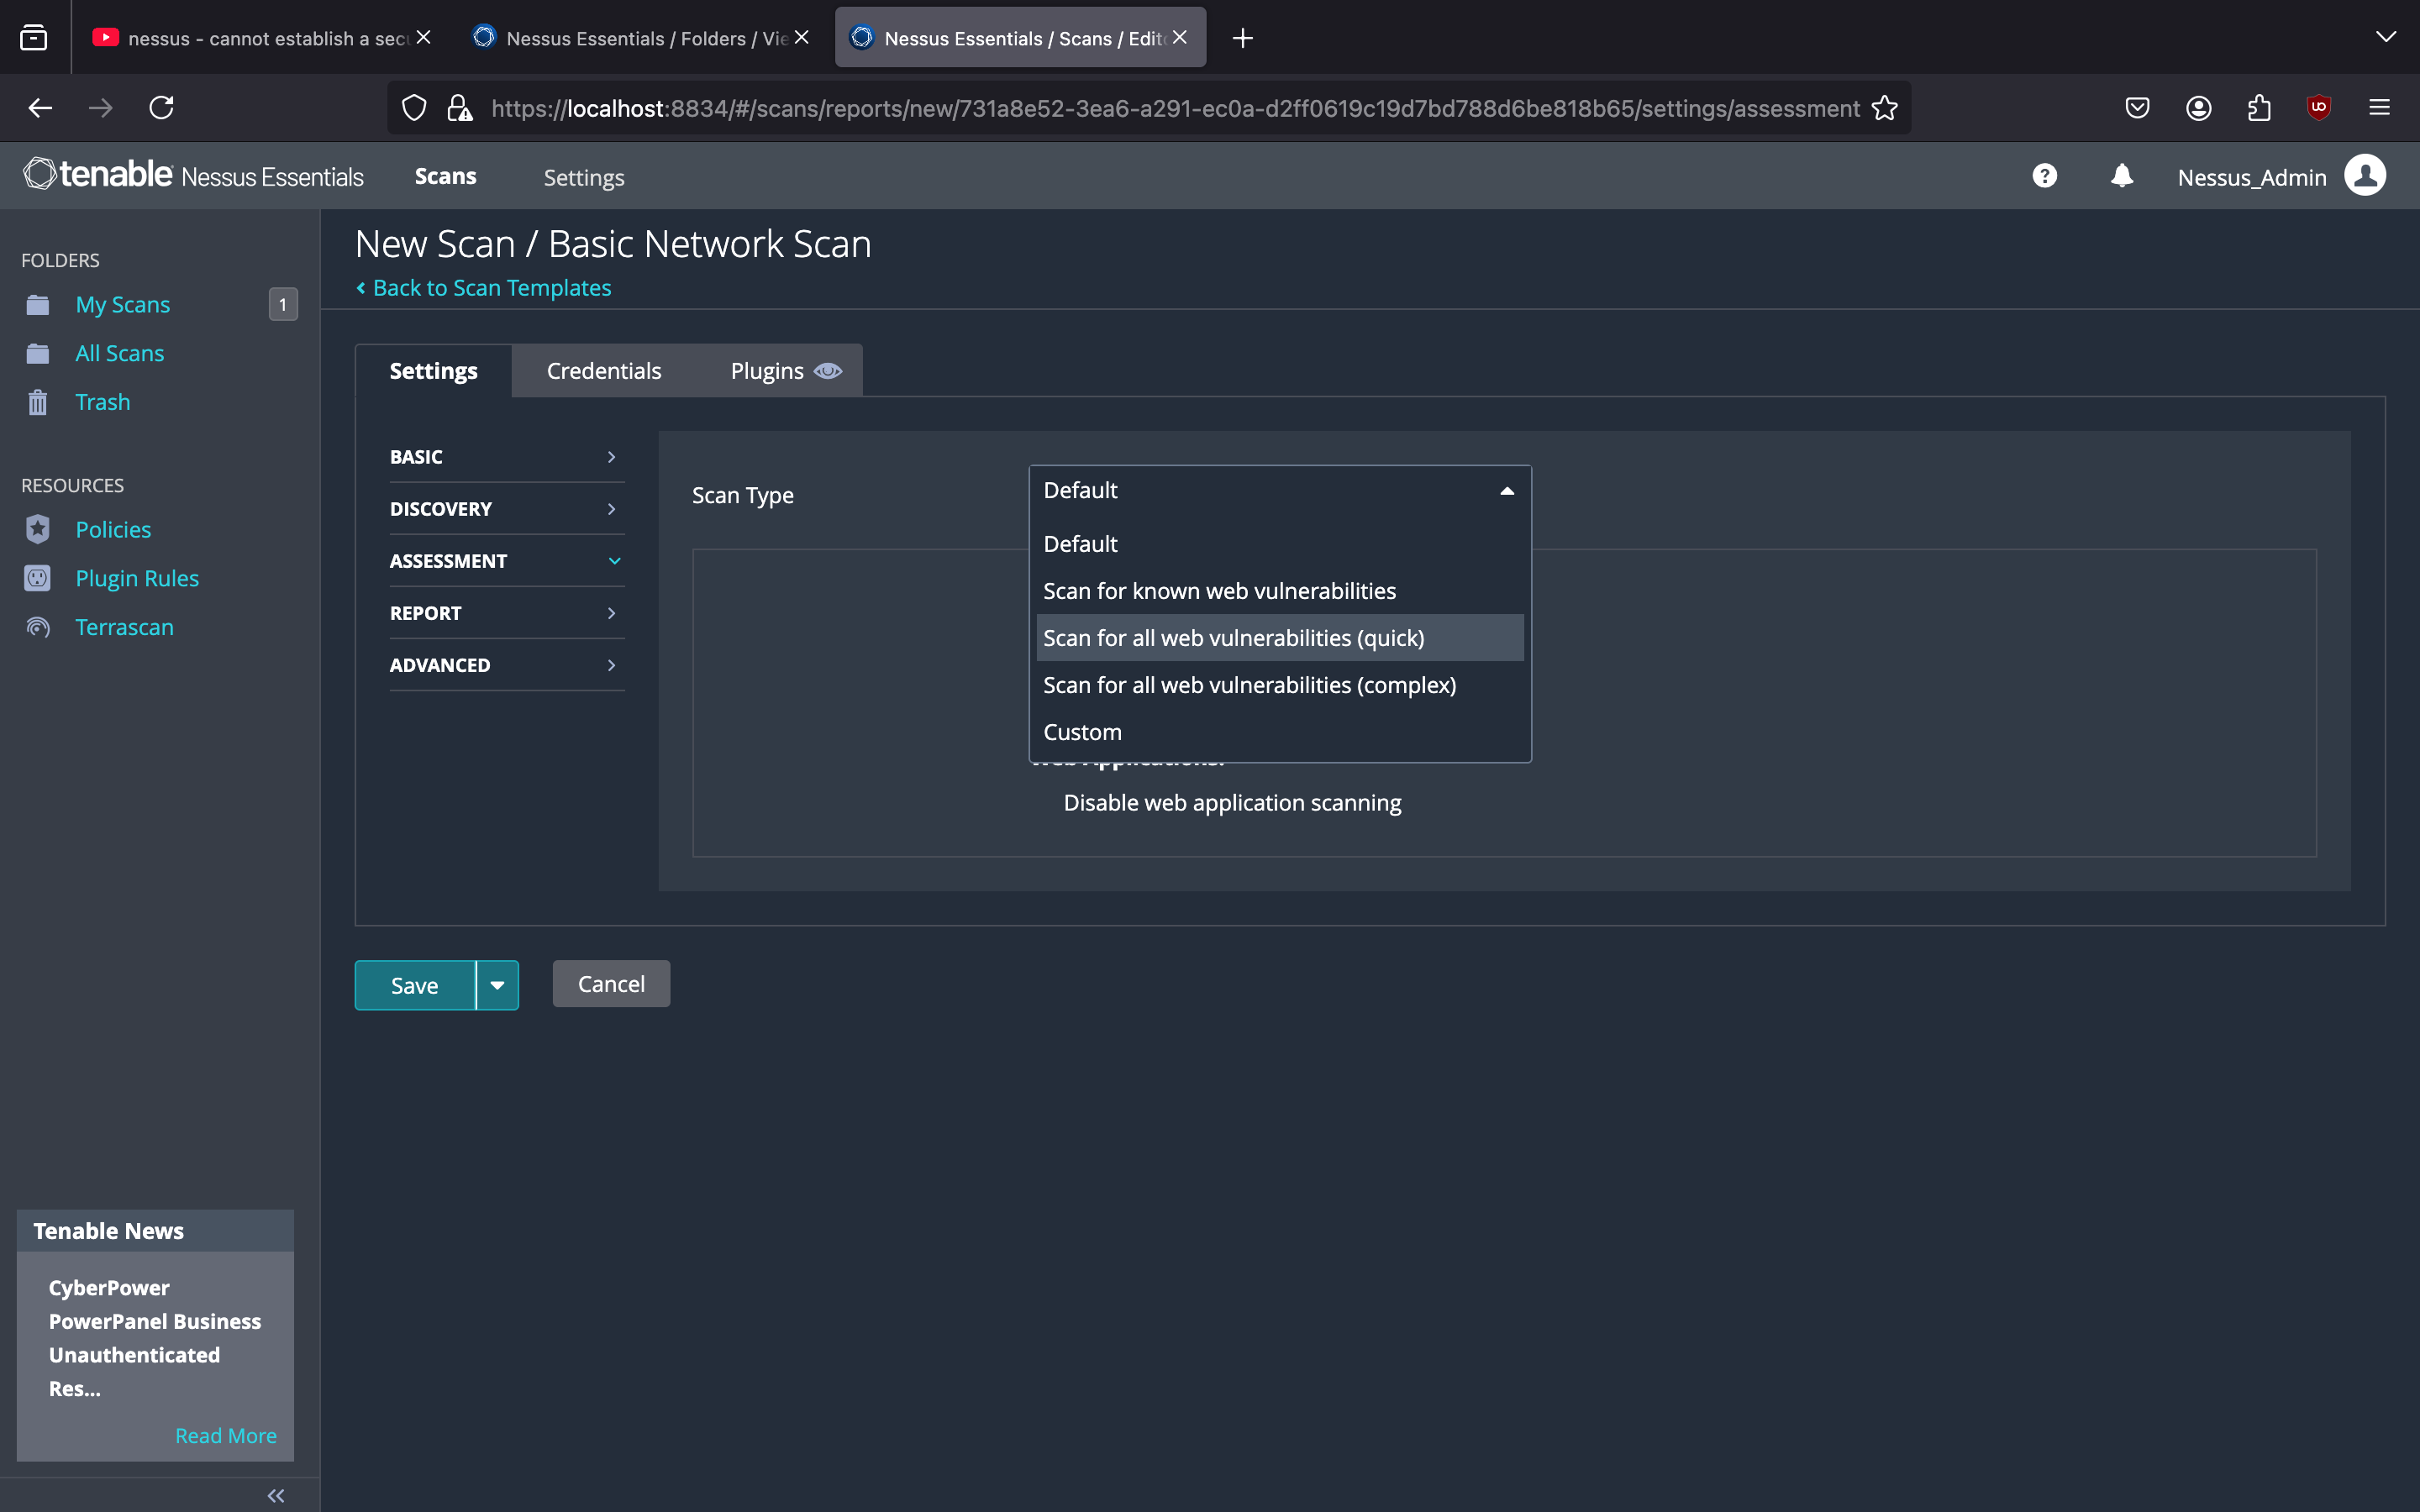 nessus - cannot establish a sec
Nessus Essentials / Folders / Vie
Nessus Essentials / Scans / Edit
https://localhost:8834/#/scans/reports/new/731a8e52-3ea6-a291-ec0a-d2ff0619c19d7bd788d6be818b65/settings/assessment
tenable Nessus Essentials
Scans
Settings
Nessus_Admin
FOLDERS
My Scans
1
All Scans
Trash
RESOURCES
Policies
Plugin Rules
Terrascan
New Scan / Basic Network Scan
Back to Scan Templates
Settings
Credentials
Plugins
BASIC
DISCOVERY
ASSESSMENT
REPORT
ADVANCED
Scan Type
Default
Default
Scan for known web vulnerabilities
Scan for all web vulnerabilities (quick)
Scan for all web vulnerabilities (complex)
Custom
Web Applications:
Disable web application scanning
Save
Cancel
Tenable News
CyberPower
PowerPanel Business
Unauthenticated
Res...
Read More